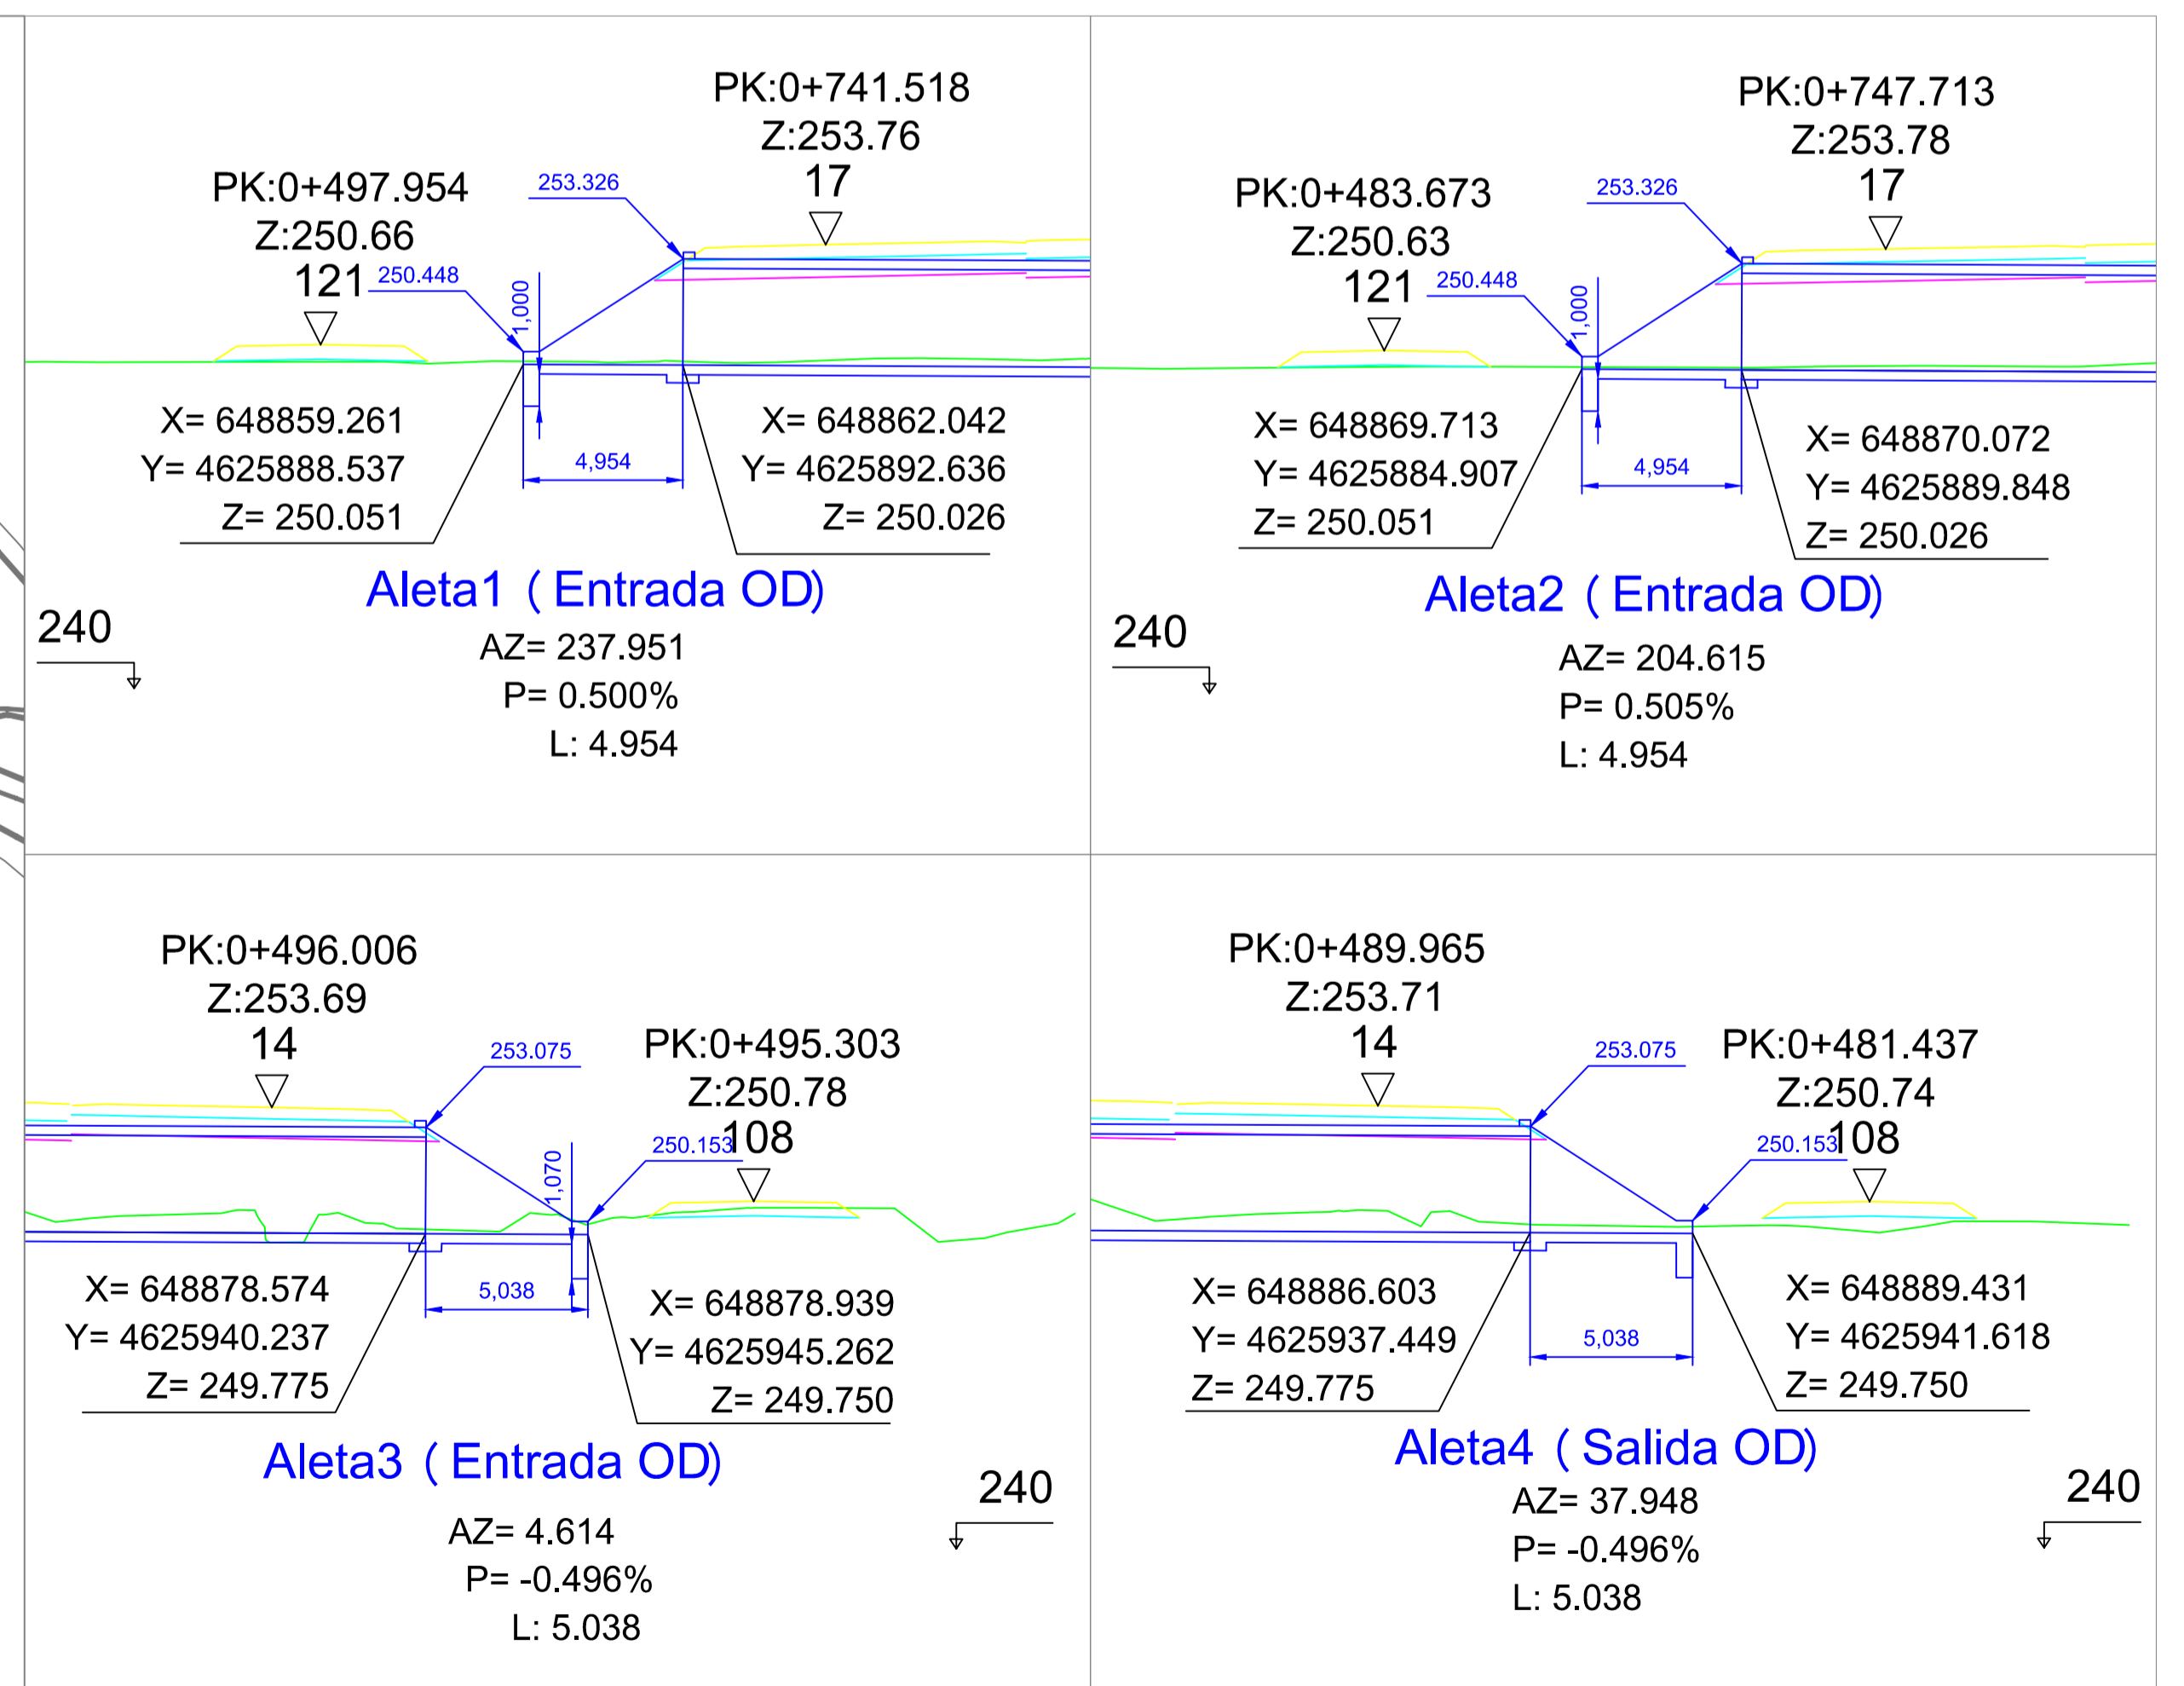 PK:0+741.518
Z:253.76
17
PK:0+497.954
Z:250.66
121
253.326
250.448
1,000
X= 648859.261
Y= 4625888.537
Z= 250.051
4,954
X= 648862.042
Y= 4625892.636
Z= 250.026
Aleta1 (Entrada OD)
240
AZ= 237.951
P= 0.500%
L: 4.954
PK:0+747.713
Z:253.78
17
PK:0+483.673
Z:250.63
121
253.326
250.448
1,000
X= 648869.713
Y= 4625884.907
Z= 250.051
4,954
X= 648870.072
Y= 4625889.848
Z= 250.026
Aleta2 (Entrada OD)
240
AZ= 204.615
P= 0.505%
L: 4.954
PK:0+496.006
Z:253.69
14
253.075
PK:0+495.303
Z:250.78
108
250.153
1,070
X= 648878.574
Y= 4625940.237
Z= 249.775
5,038
X= 648878.939
Y= 4625945.262
Z= 249.750
Aleta3 (Entrada OD)
240
AZ= 4.614
P= -0.496%
L: 5.038
PK:0+489.965
Z:253.71
14
253.075
PK:0+481.437
Z:250.74
108
250.153
X= 648886.603
Y= 4625937.449
Z= 249.775
5,038
X= 648889.431
Y= 4625941.618
Z= 249.750
Aleta4 (Salida OD)
240
AZ= 37.948
P= -0.496%
L: 5.038